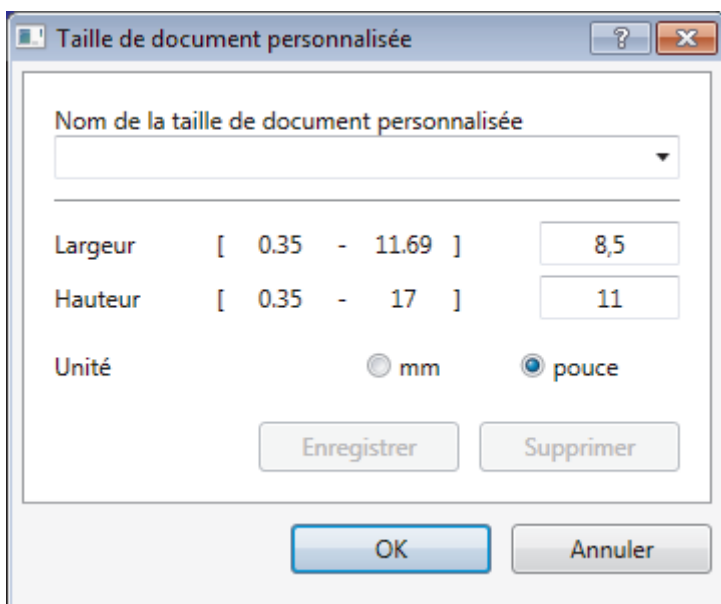 Taille de document personnalisée
Nom de la taille de document personnalisée
Largeur [ 0.35 - 11.69 ] 8,5
Hauteur [ 0.35 - 17 ] 11
Unité mm pouce
Enregistrer Supprimer
OK Annuler